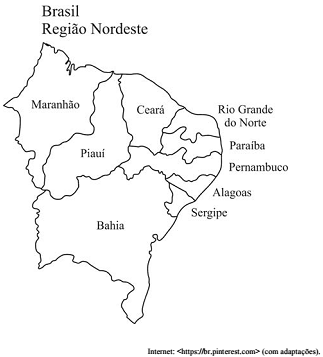 Brasil
Região Nordeste
Maranhão
Ceará
Rio Grande
do Norte
Paraíba
Piauí
Pernambuco
Alagoas
Sergipe
Bahia
Internet: <https://br.pinterest.com> (com adaptações).